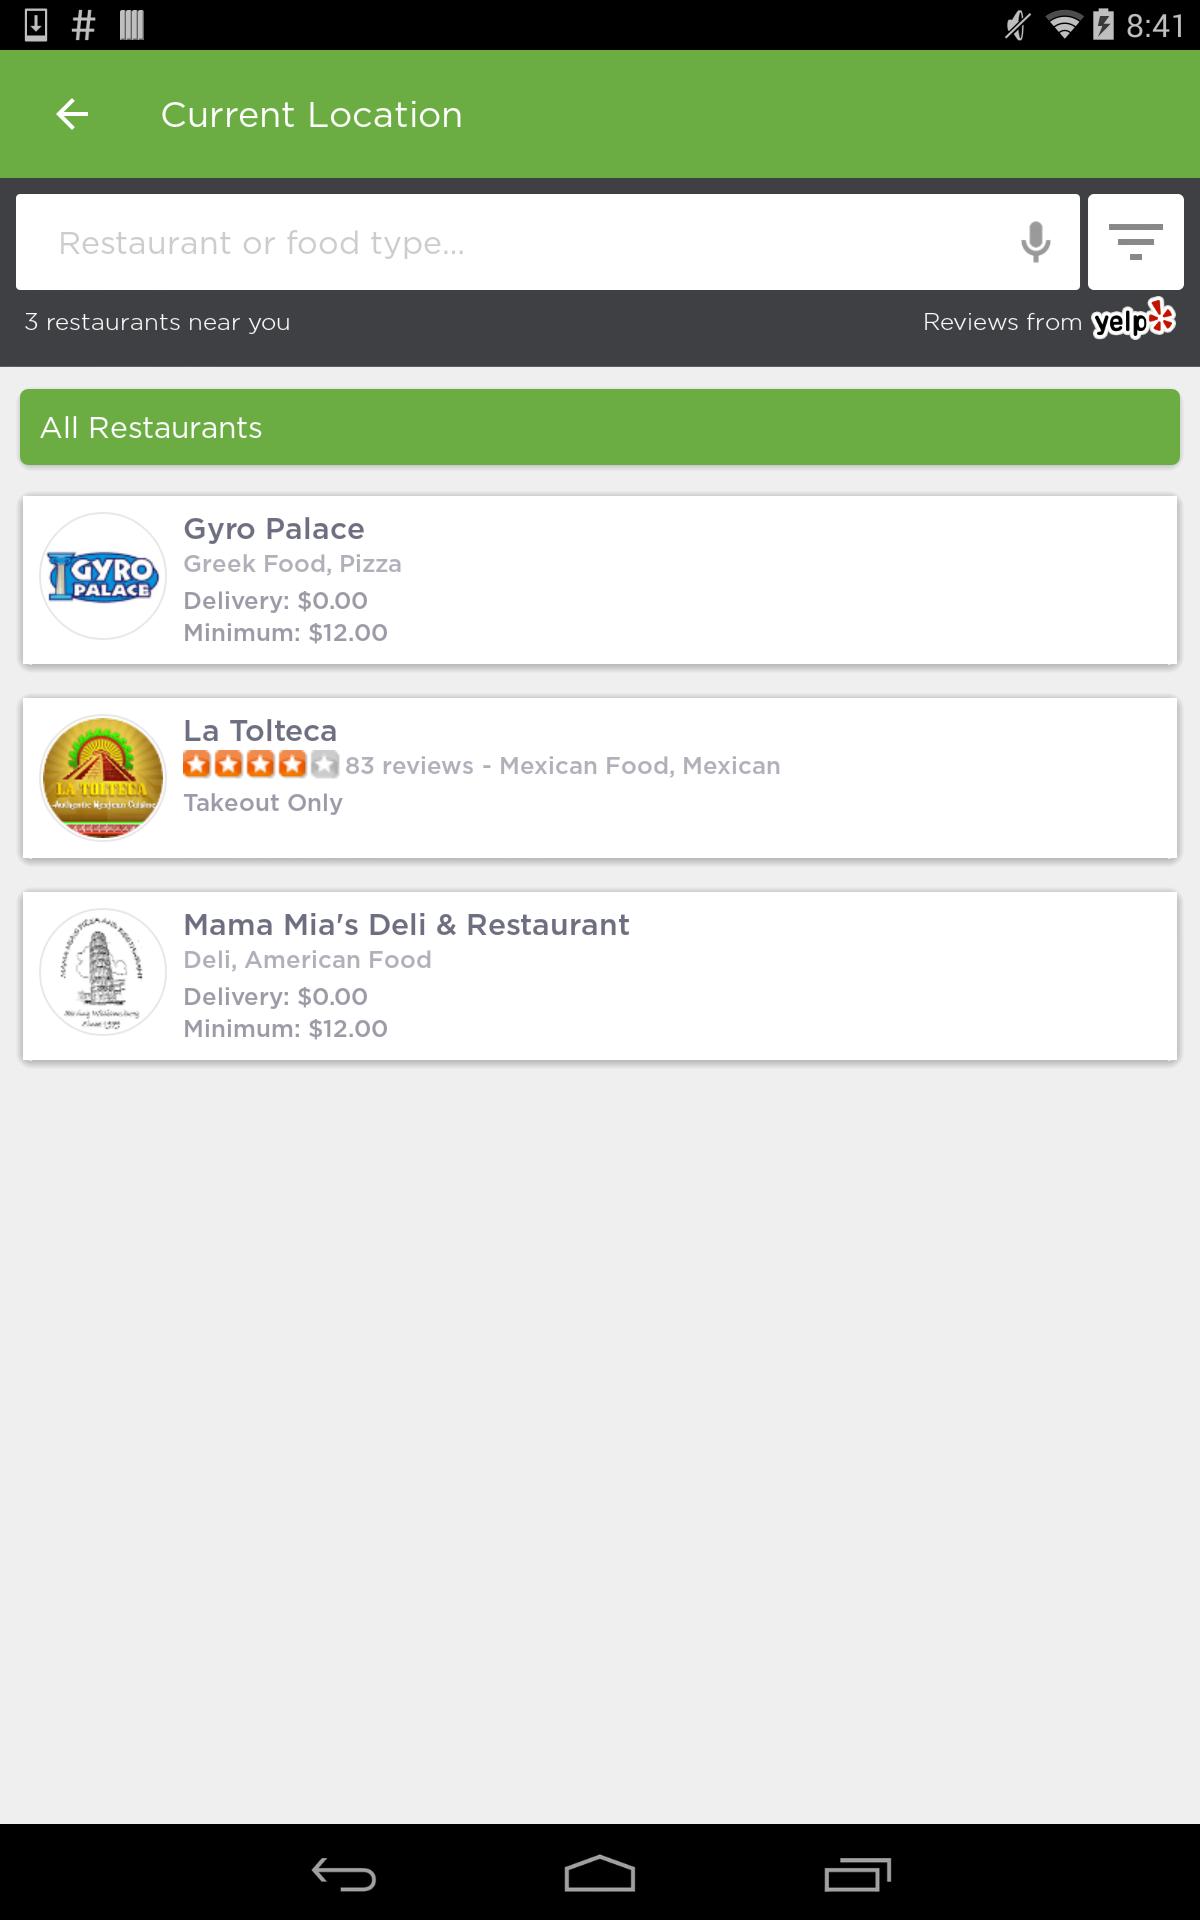 8:41
Current Location
Restaurant or food type...
3 restaurants near you
Reviews from yelp
All Restaurants
GYRO
PALACE
Gyro Palace
Greek Food, Pizza
Delivery: $0.00
Minimum: $12.00
LA TOLTECA
Authentic Mexican Cuisine
La Tolteca
83 reviews - Mexican Food, Mexican
Takeout Only
Mama Mia's Deli & Restaurant
Deli, American Food
Delivery: $0.00
Minimum: $12.00